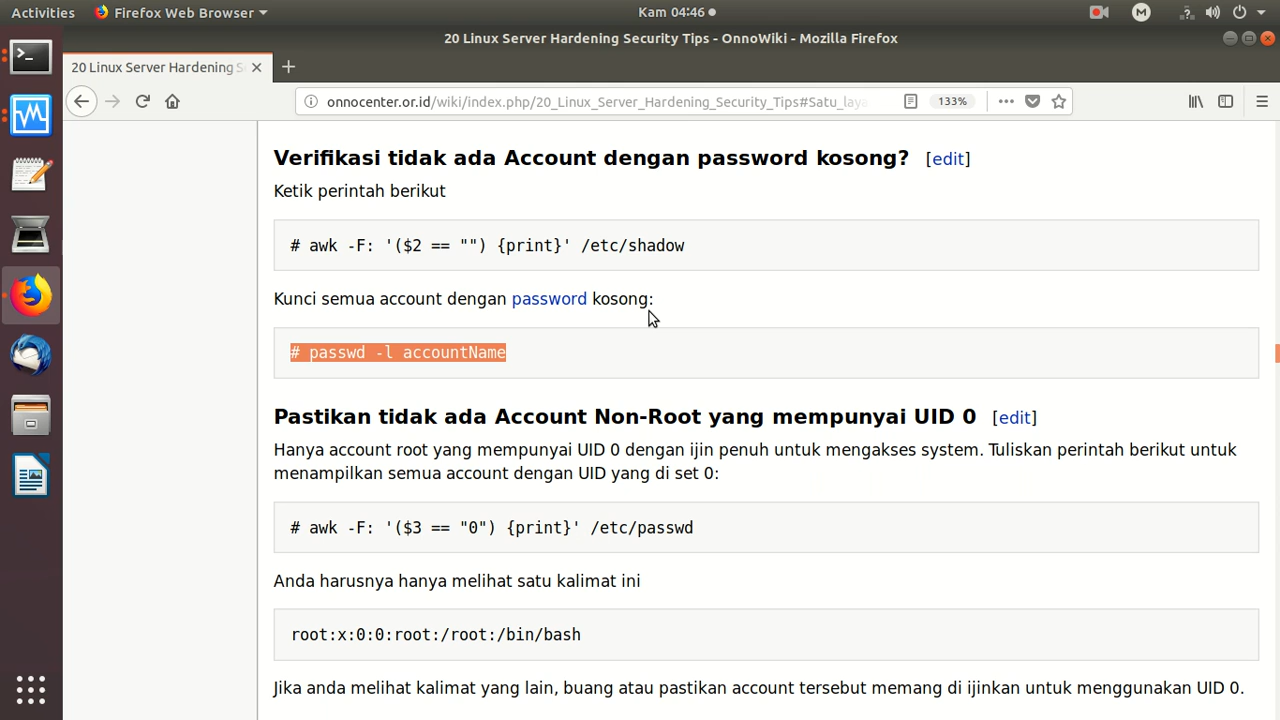 Activities
Firefox Web Browser
Kam 04:46
M
20 Linux Server Hardening Security Tips - OnnoWiki - Mozilla Firefox
20 Linux Server Hardening S
onnocenter.or.id/wiki/index.php/20_Linux_Server_Hardening_Security_Tips#Satu_laya
133%
Verifikasi tidak ada Account dengan password kosong? [edit]
Ketik perintah berikut
# awk -F: '($2 == "") {print}' /etc/shadow
Kunci semua account dengan password kosong:
# passwd -l accountName
Pastikan tidak ada Account Non-Root yang mempunyai UID 0 [edit]
Hanya account root yang mempunyai UID 0 dengan ijin penuh untuk mengakses system. Tuliskan perintah berikut untuk
menampilkan semua account dengan UID yang di set 0:
# awk -F: '($3 == "0") {print}' /etc/passwd
Anda harusnya hanya melihat satu kalimat ini
root:x:0:0:root:/root:/bin/bash
Jika anda melihat kalimat yang lain, buang atau pastikan account tersebut memang di ijinkan untuk menggunakan UID 0.